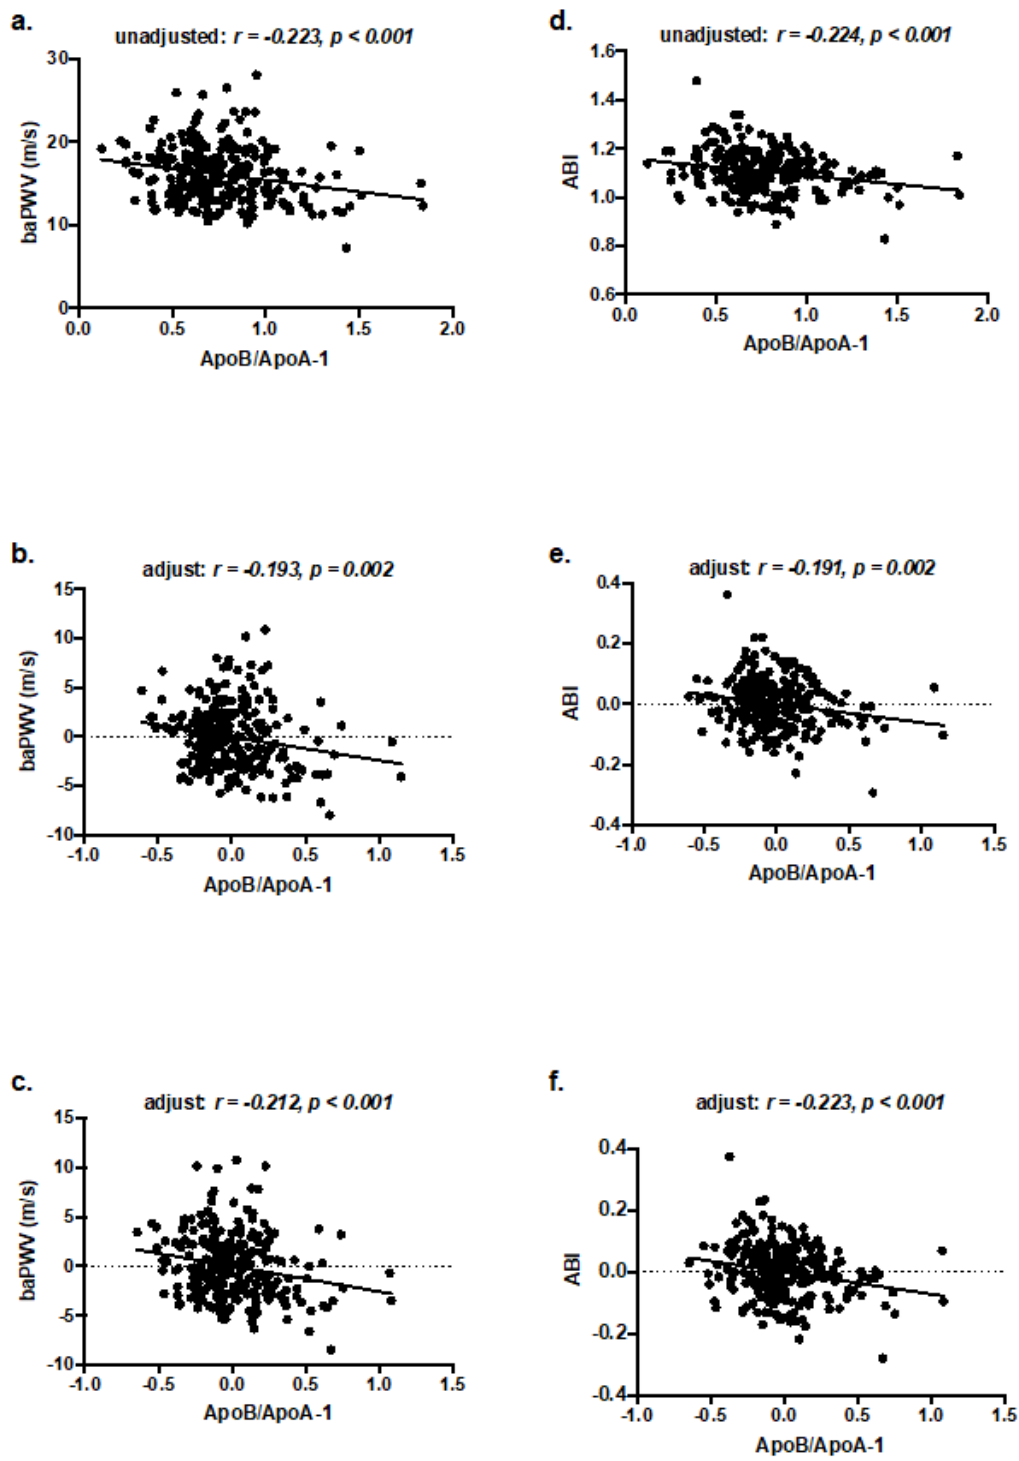 a.
unadjusted: r = -0.223, p < 0.001
30
20
10
0
baPWV (m/s)
0.0 0.5 1.0 1.5 2.0
ApoB/ApoA-1
d.
unadjusted: r = -0.224, p < 0.001
1.6
1.4
1.2
1.0
0.8
0.6
ABI
0.0 0.5 1.0 1.5 2.0
ApoB/ApoA-1
b.
adjust: r = -0.193, p = 0.002
15
10
5
0
-5
-10
baPWV (m/s)
-1.0 -0.5 0.0 0.5 1.0 1.5
ApoB/ApoA-1
e.
adjust: r = -0.191, p = 0.002
0.4
0.2
0.0
-0.2
-0.4
ABI
-1.0 -0.5 0.0 0.5 1.0 1.5
ApoB/ApoA-1
c.
adjust: r = -0.212, p < 0.001
15
10
5
0
-5
-10
baPWV (m/s)
-1.0 -0.5 0.0 0.5 1.0 1.5
ApoB/ApoA-1
f.
adjust: r = -0.223, p < 0.001
0.4
0.2
0.0
-0.2
-0.4
ABI
-1.0 -0.5 0.0 0.5 1.0 1.5
ApoB/ApoA-1